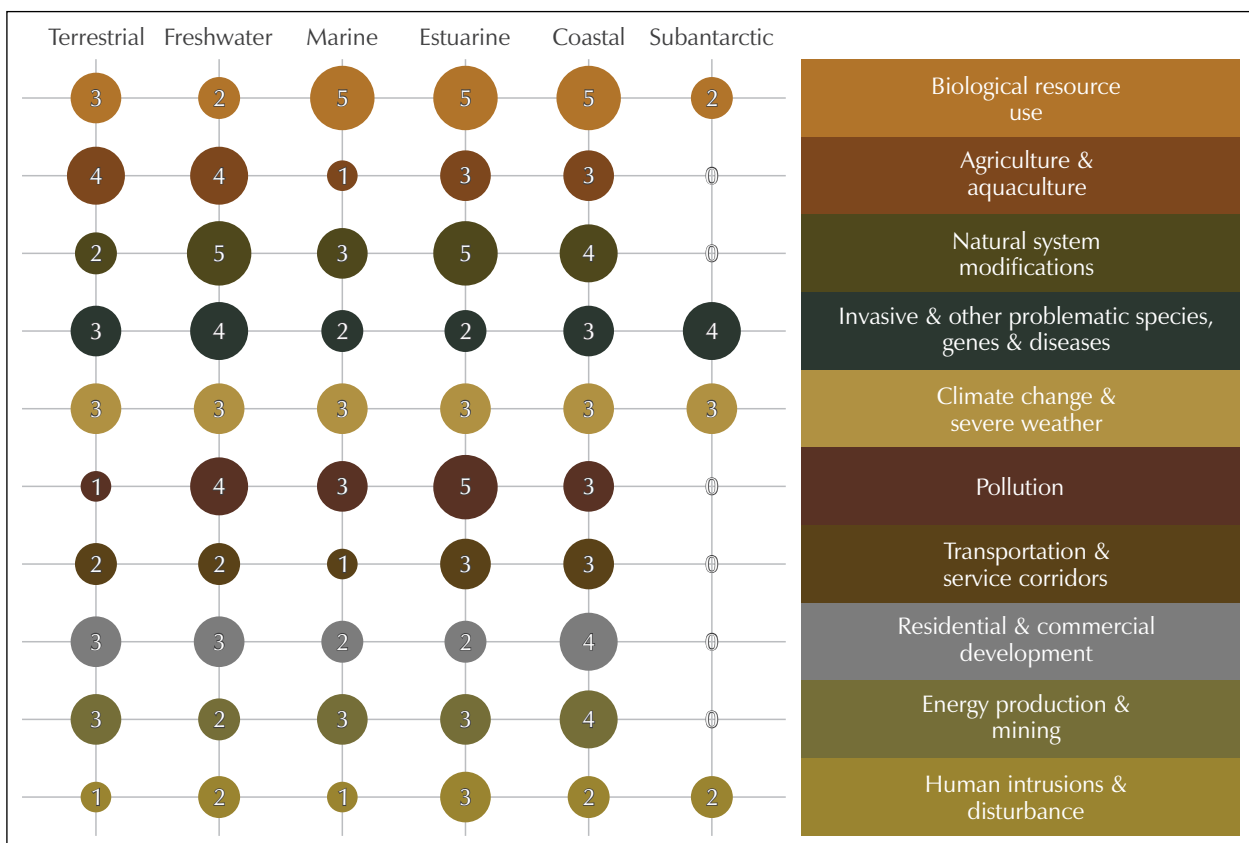 Terrestrial Freshwater Marine Estuarine Coastal Subantarctic
3 2 5 5 5 2 Biological resource
use
4 4 1 3 3 0 Agriculture &
aquaculture
2 5 3 5 4 0 Natural system
modifications
3 4 2 2 3 4 Invasive & other problematic species,
genes & diseases
3 3 3 3 3 3 Climate change &
severe weather
1 4 3 5 3 0 Pollution
2 2 1 3 3 0 Transportation &
service corridors
3 3 2 2 4 0 Residential & commercial
development
3 2 3 3 4 0 Energy production &
mining
1 2 1 3 2 2 Human intrusions &
disturbance